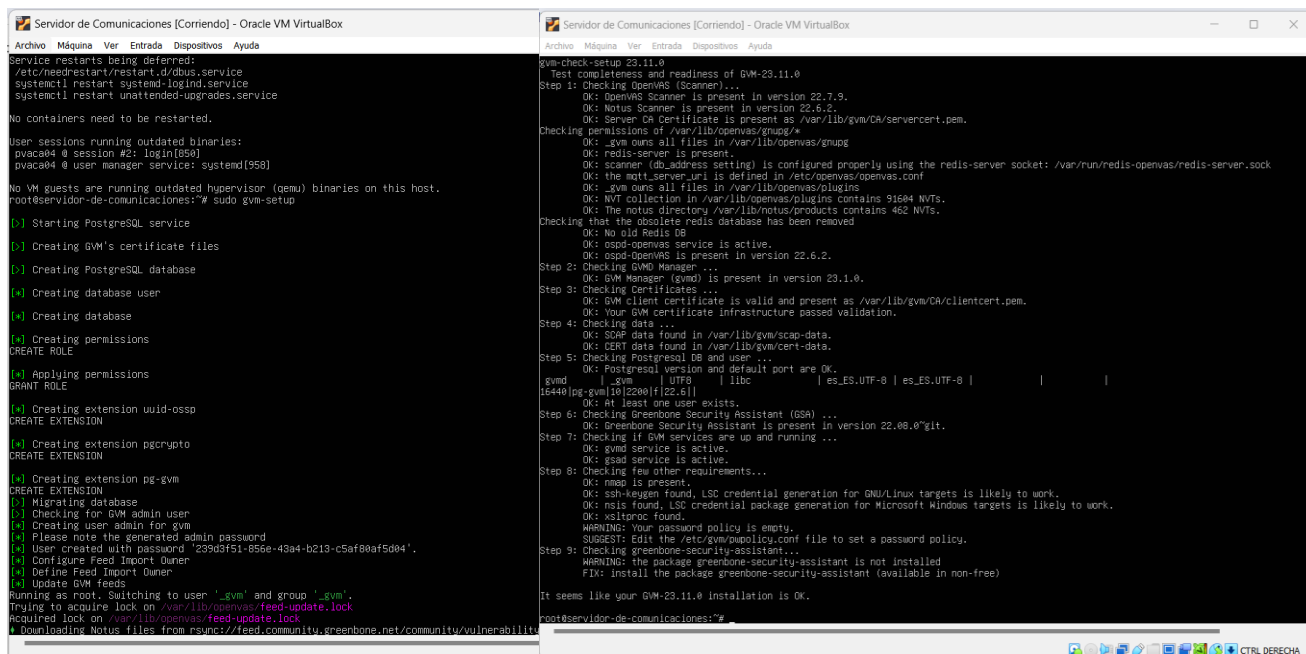 Servidor de Comunicaciones [Corriendo] - Oracle VM VirtualBox
Archivo Máquina Ver Entrada Dispositivos Ayuda
Service restarts being deferred:
/etc/needrestart/restart.d/dbus.service
systemctl restart systemd-logind.service
systemctl restart unattended-upgrades.service
No containers need to be restarted.
User sessions running outdated binaries:
pvaca04 @ session #2: login[850]
pvaca04 @ user manager service: systemd[958]
No VM guests are running outdated hypervisor (qemu) binaries on this host.
root@servidor-de-comunicaciones:~# sudo gvm-setup
[>] Starting PostgreSQL service
[>] Creating GVM's certificate files
[>] Creating PostgreSQL database
[*] Creating database user
[*] Creating database
[*] Creating permissions
CREATE ROLE
[*] Applying permissions
GRANT ROLE
[*] Creating extension uuid-ossp
CREATE EXTENSION
[*] Creating extension pgcrypto
CREATE EXTENSION
[*] Creating extension pg-gvm
CREATE EXTENSION
[>] Migrating database
[>] Checking for GVM admin user
[*] Creating user admin for gvm
[*] Please note the generated admin password
[*] User created with password '239d3f51-856e-43a4-b213-c5af80af5d04'.
[*] Configure Feed Import Owner
[*] Define Feed Import Owner
[*] Update GVM feeds
Running as root. Switching to user '_gvm' and group '_gvm'.
Trying to acquire lock on /var/lib/openvas/feed-update.lock
Acquired lock on /var/lib/openvas/feed-update.lock
Downloading Notus files from rsync://feed.community.greenbone.net/community/vulnerability
Servidor de Comunicaciones [Corriendo] - Oracle VM VirtualBox
Archivo Máquina Ver Entrada Dispositivos Ayuda
gvm-check-setup 23.11.0
Test completeness and readiness of GVM-23.11.0
Step 1: Checking OpenVAS (Scanner)...
OK: OpenVAS Scanner is present in version 22.7.9.
OK: Notus Scanner is present in version 22.6.2.
OK: Server CA Certificate is present as /var/lib/gvm/CA/servercert.pem.
Checking permissions of /var/lib/openvas/gnupg/*
OK: _gvm owns all files in /var/lib/openvas/gnupg
OK: redis-server is present.
OK: scanner (db_address setting) is configured properly using the redis-server socket: /var/run/redis-openvas/redis-server.sock
OK: the mqtt_server_uri is defined in /etc/openvas/openvas.conf
OK: _gvm owns all files in /var/lib/openvas/plugins
OK: NVT collection in /var/lib/openvas/plugins contains 91604 NVTs.
OK: The notus directory /var/lib/notus/products contains 462 NVTs.
Checking that the obsolete redis database has been removed
OK: No old Redis DB
OK: ospd-openvas service is active.
OK: ospd-OpenVAS is present in version 22.6.2.
Step 2: Checking GVMD Manager ...
OK: GVM Manager (gvmd) is present in version 23.1.0.
Step 3: Checking Certificates ...
OK: GVM client certificate is valid and present as /var/lib/gvm/CA/clientcert.pem.
OK: Your GVM certificate infrastructure passed validation.
Step 4: Checking data ...
OK: SCAP data found in /var/lib/gvm/scap-data.
OK: CERT data found in /var/lib/gvm/cert-data.
Step 5: Checking Postgresql DB and user ...
OK: Postgresql version and default port are OK.
gvmd | _gvm | UTF8 | libc | es_ES.UTF-8 | es_ES.UTF-8 | | |
16440|pg-gvm|10|2200|f|22.6||
OK: At least one user exists.
Step 6: Checking Greenbone Security Assistant (GSA) ...
OK: Greenbone Security Assistant is present in version 22.08.0~git.
Step 7: Checking if GVM services are up and running ...
OK: gvmd service is active.
OK: gsad service is active.
Step 8: Checking few other requirements...
OK: nmap is present.
OK: ssh-keygen found, LSC credential generation for GNU/Linux targets is likely to work.
OK: nsis found, LSC credential package generation for Microsoft Windows targets is likely to work.
OK: xsltproc found.
WARNING: Your password policy is empty.
SUGGEST: Edit the /etc/gvm/pwpolicy.conf file to set a password policy.
Step 9: Checking greenbone-security-assistant...
WARNING: the package greenbone-security-assistant is not installed
FIX: install the package greenbone-security-assistant (available in non-free)
It seems like your GVM-23.11.0 installation is OK.
root@servidor-de-comunicaciones:~# _
CTRL DERECHA